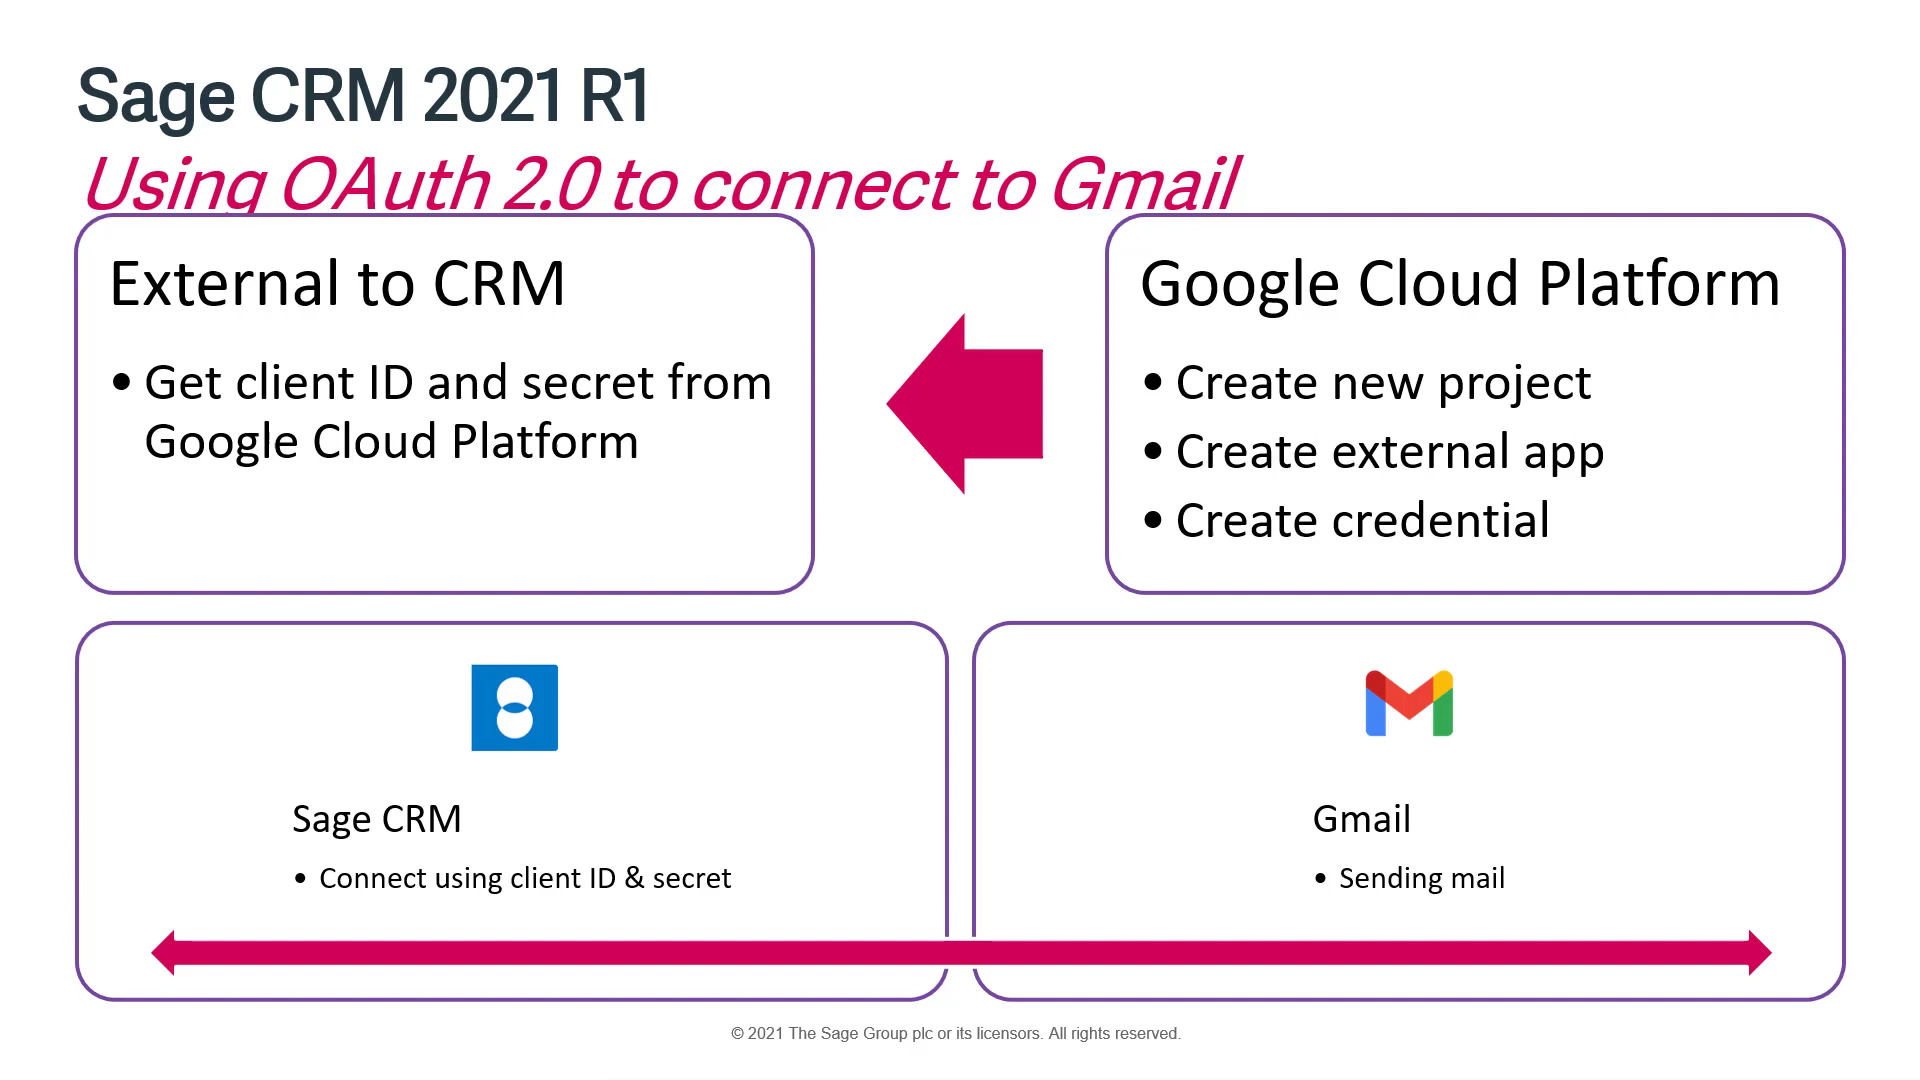 Sage CRM 2021 R1
Using OAuth 2.0 to connect to Gmail
External to CRM
• Get client ID and secret from
Google Cloud Platform
Google Cloud Platform
• Create new project
• Create external app
• Create credential
Sage CRM
• Connect using client ID & secret
Gmail
• Sending mail
© 2021 The Sage Group plc or its licensors. All rights reserved.